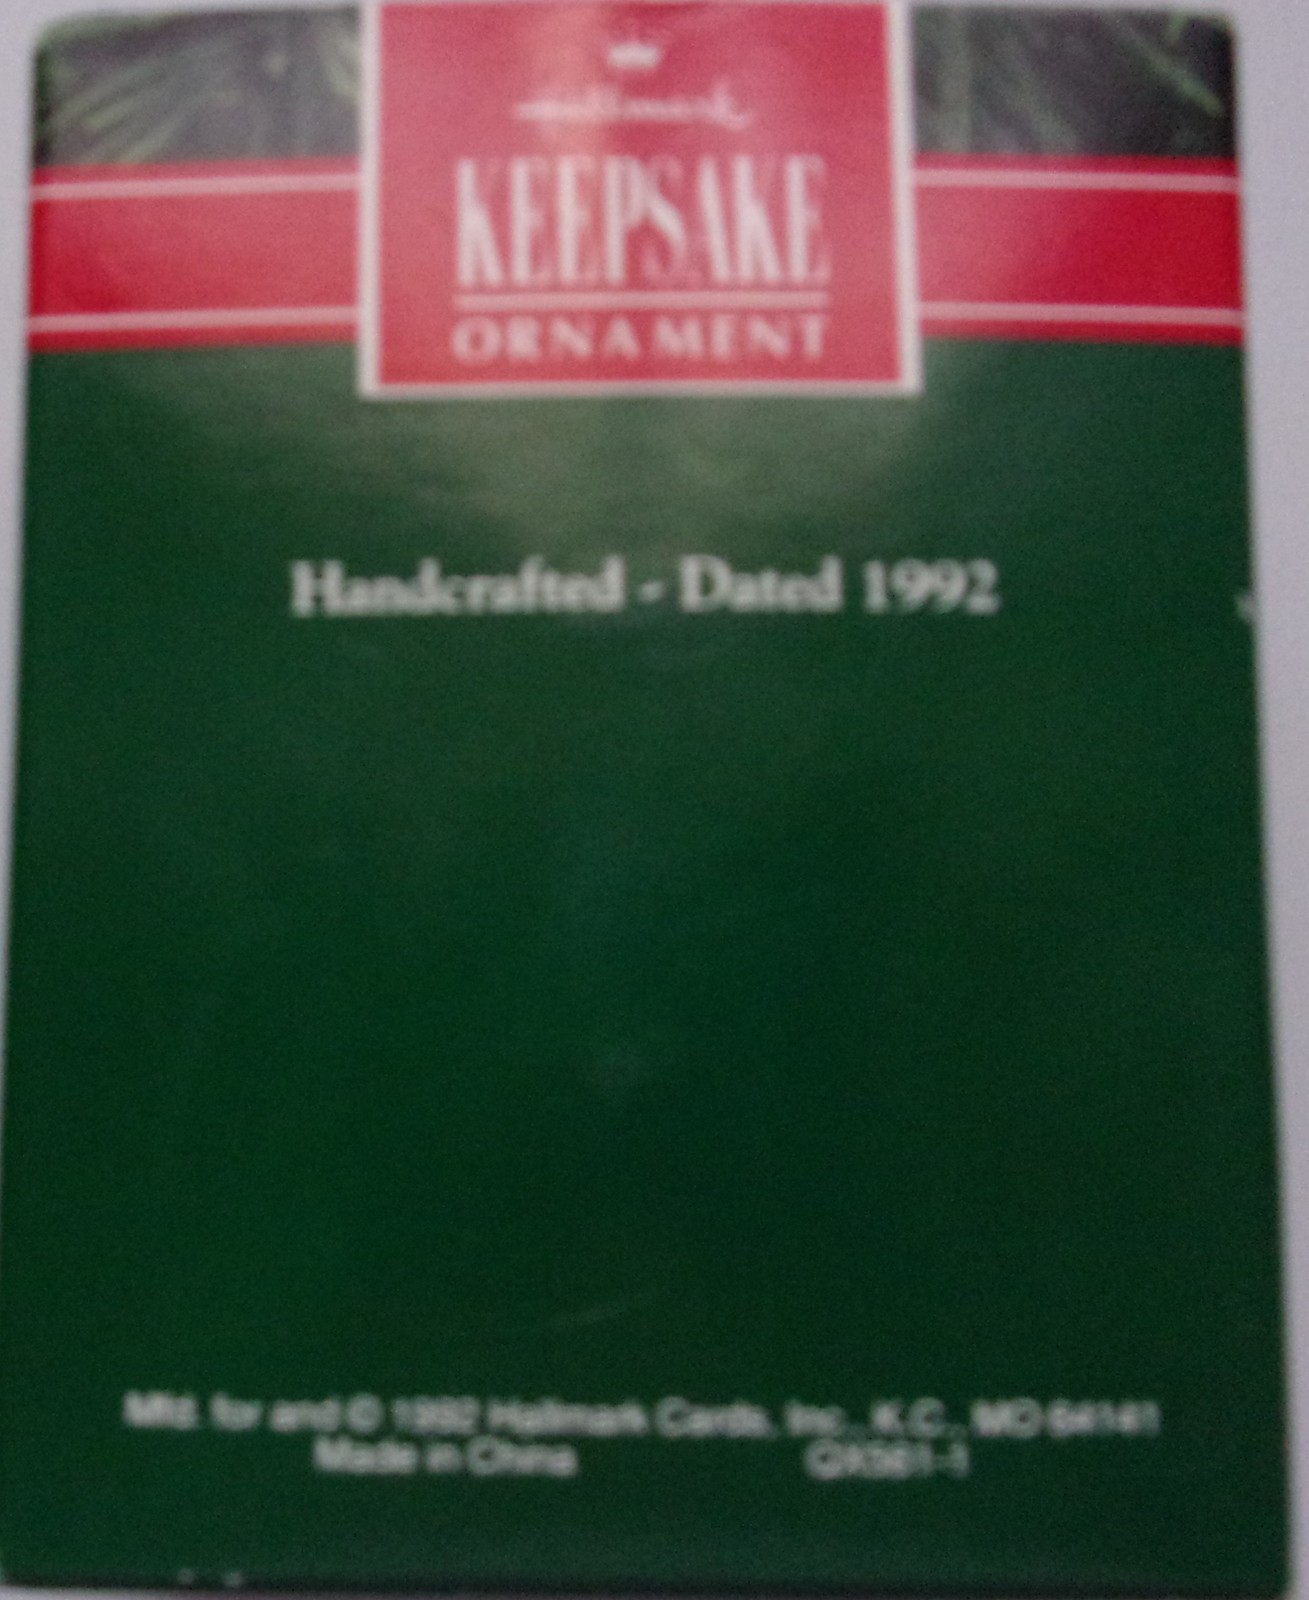 Hallmark
KEEPSAKE
ORNAMENT
Handcrafted - Dated 1992
Mfd. for and © 1992 Hallmark Cards, Inc., K.C., MO 64141
Made in China